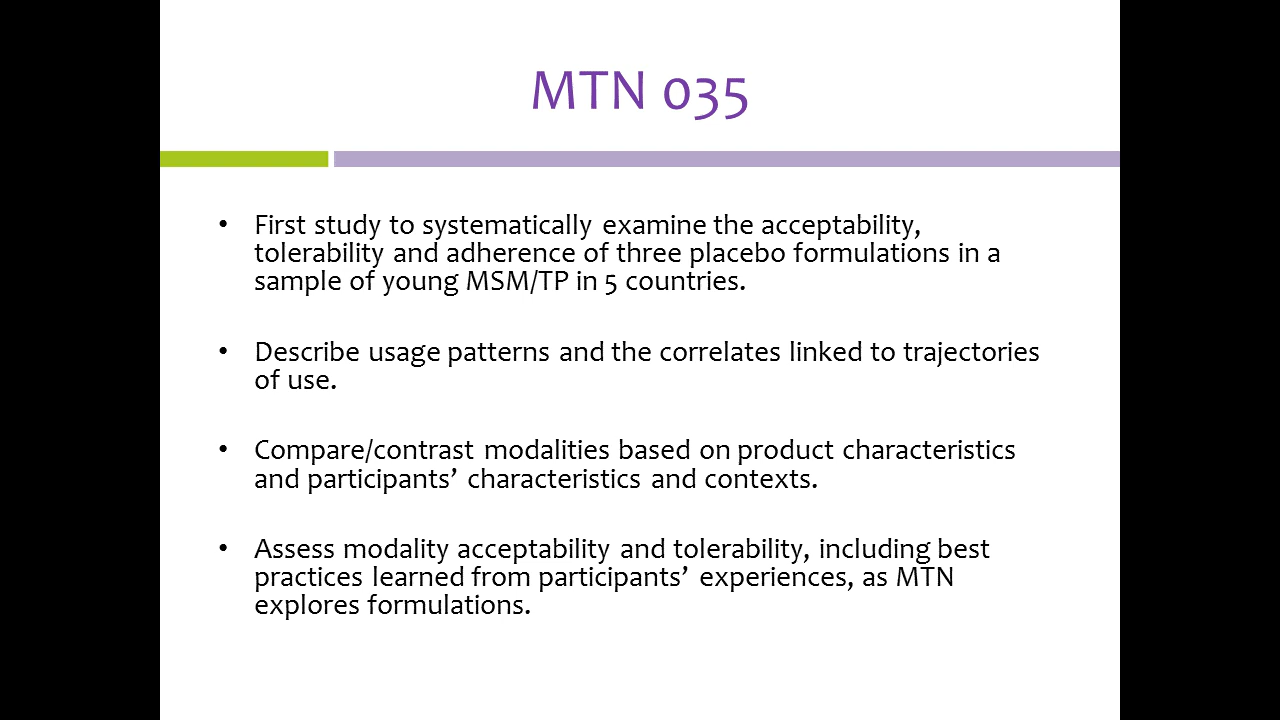 MTN 035
• First study to systematically examine the acceptability,
tolerability and adherence of three placebo formulations in a
sample of young MSM/TP in 5 countries.
• Describe usage patterns and the correlates linked to trajectories
of use.
• Compare/contrast modalities based on product characteristics
and participants’ characteristics and contexts.
• Assess modality acceptability and tolerability, including best
practices learned from participants’ experiences, as MTN
explores formulations.